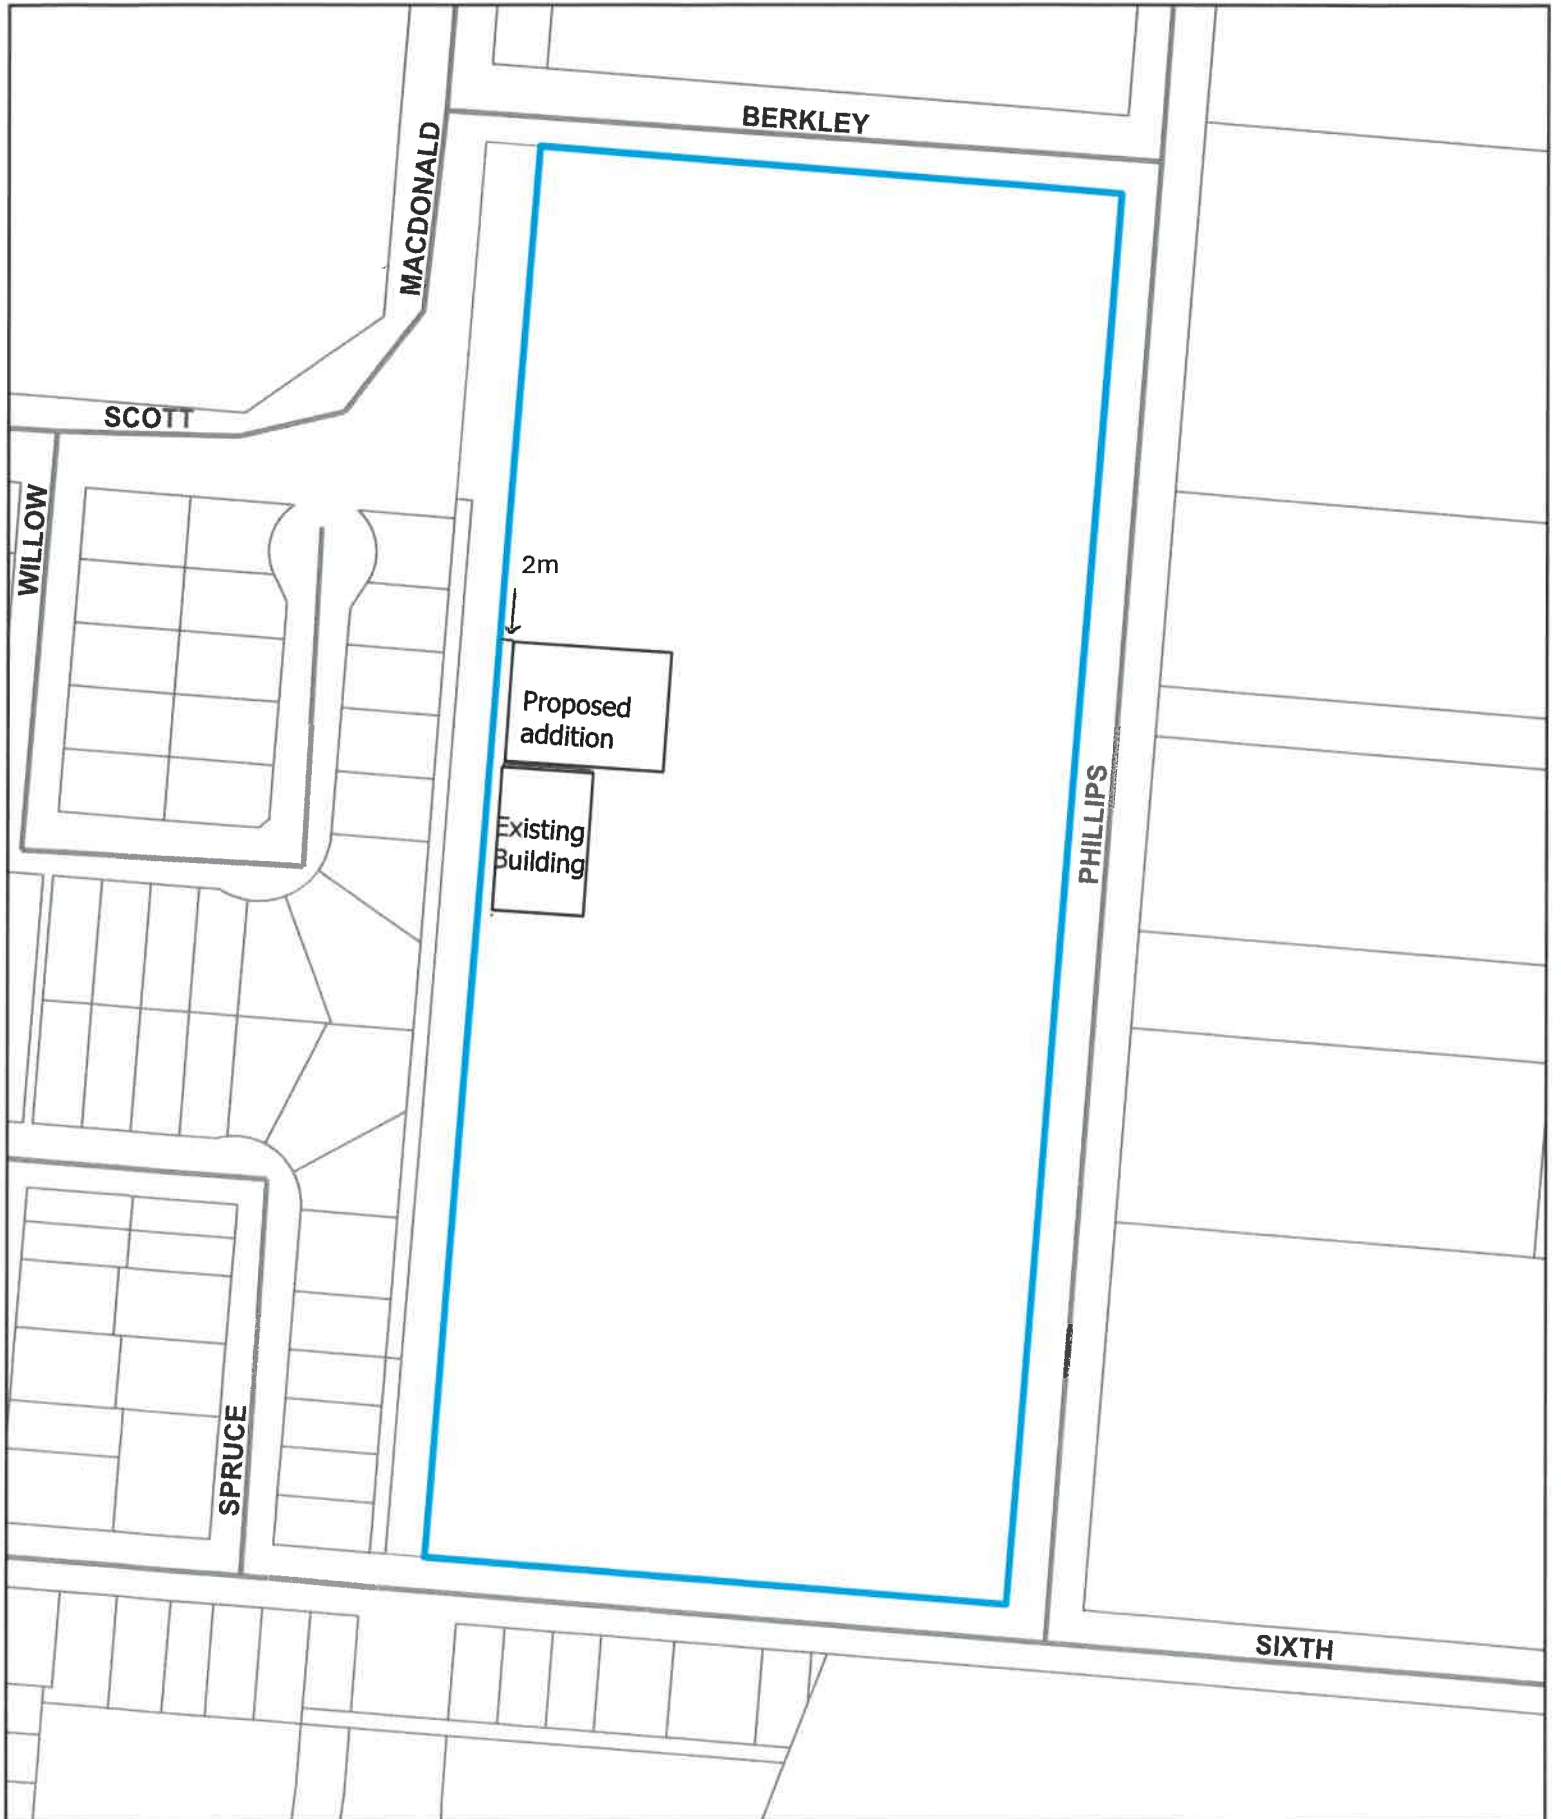 BERKLEY
MACDONALD
SCOTT
WILLOW
2m
Proposed
addition
PHILLIPS
Existing
Building
SPRUCE
SIXTH